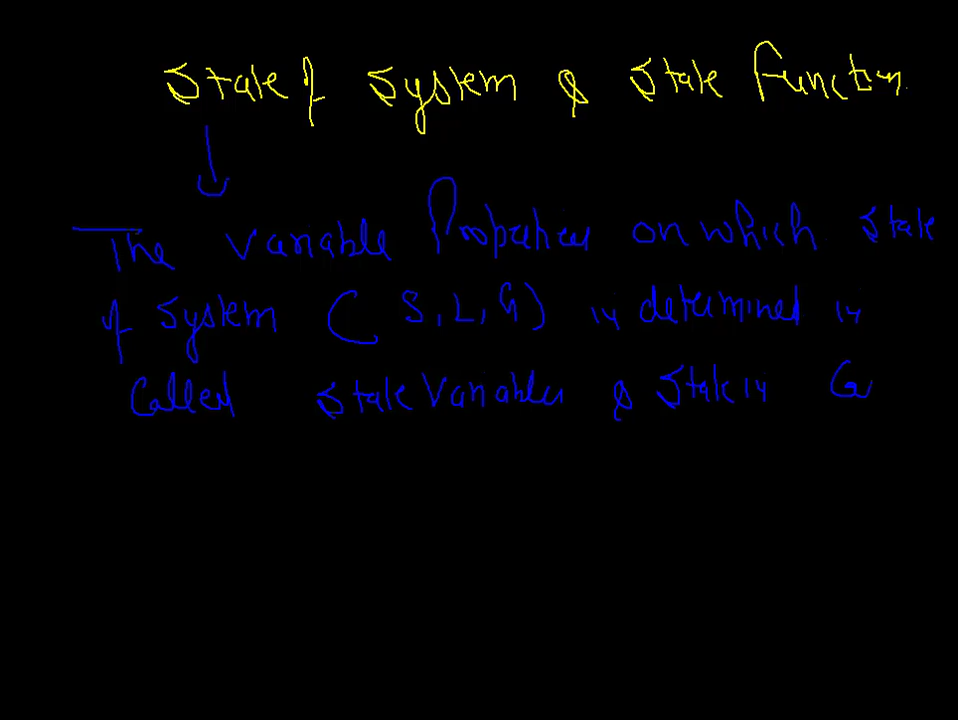 State of System & State Function
The variable Properties on which state
of system ( S, L, G) is determined is
called State Variables & State is Ca